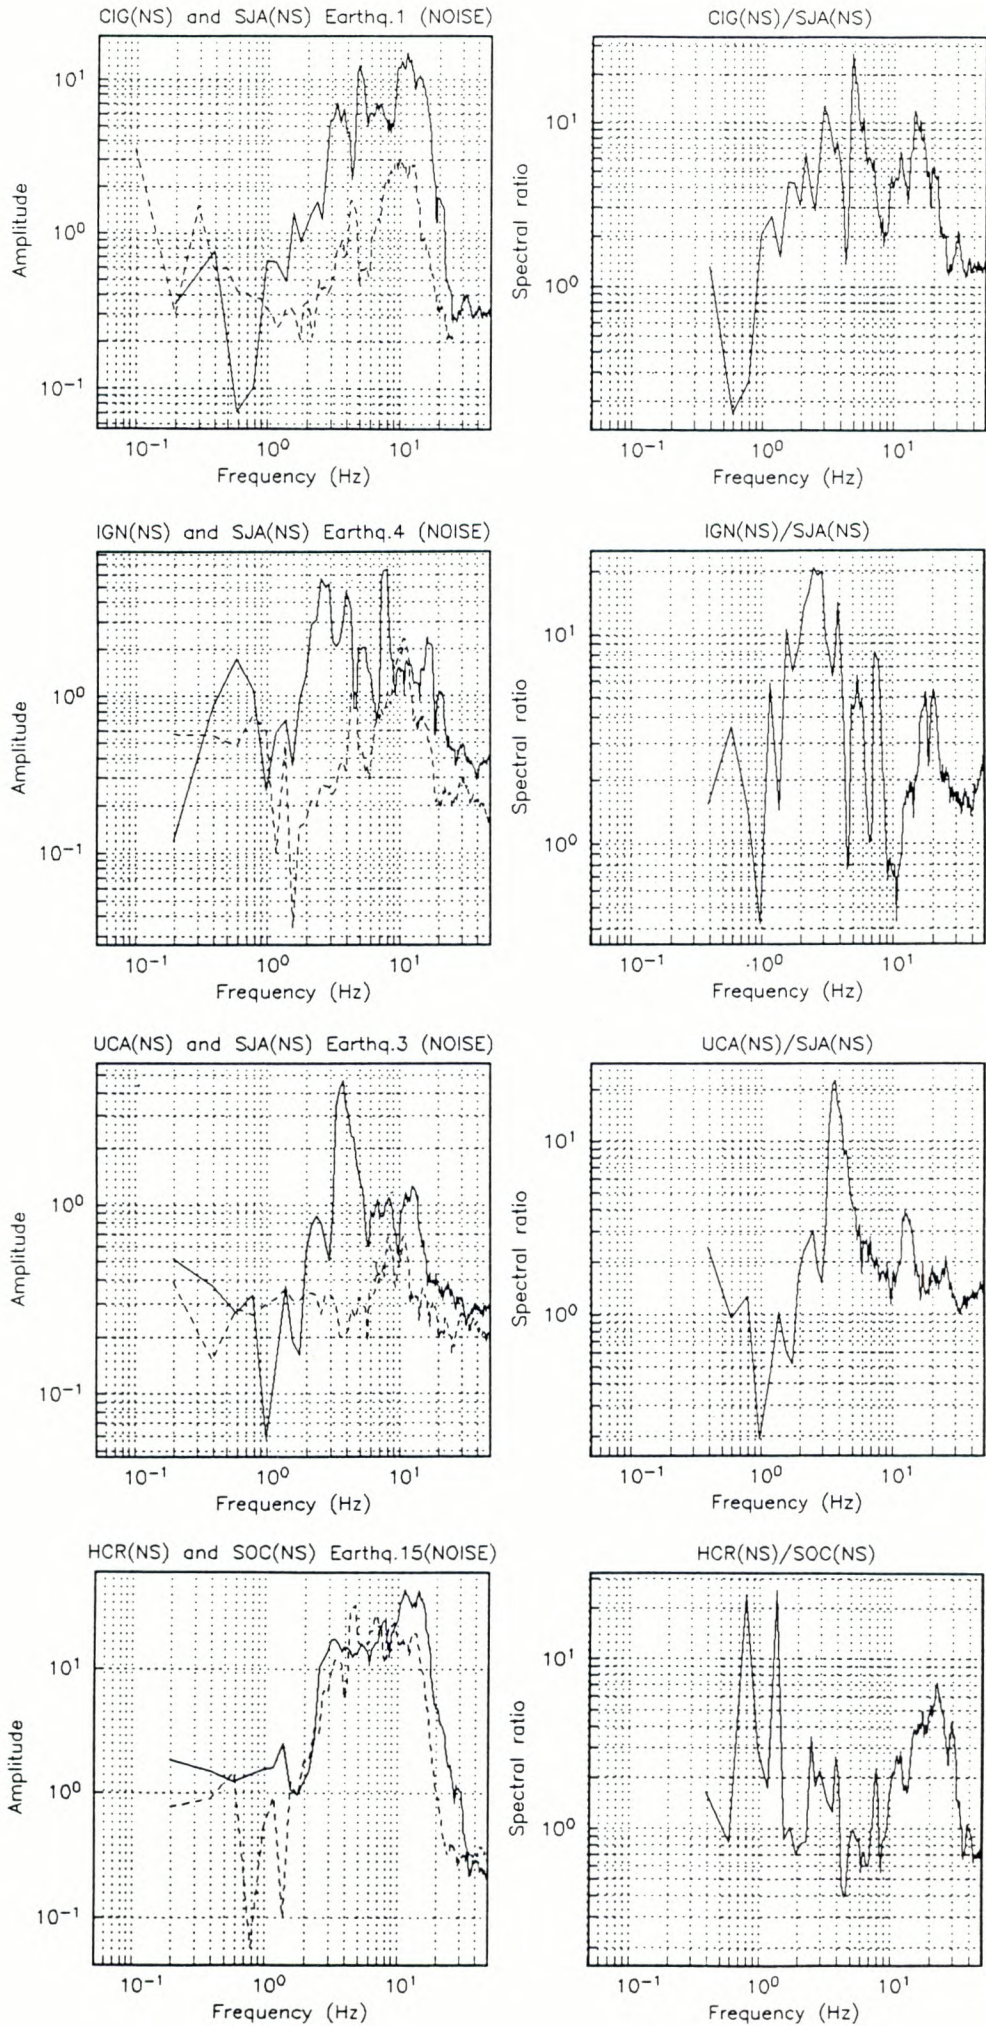 CIG(NS) and SJA(NS) Earthq.1 (NOISE)
Amplitude
10¹
10⁰
10⁻¹
10⁻¹ 10⁰ 10¹
Frequency (Hz)
CIG(NS)/SJA(NS)
Spectral ratio
10¹
10⁰
10⁻¹ 10⁰ 10¹
Frequency (Hz)
IGN(NS) and SJA(NS) Earthq.4 (NOISE)
Amplitude
10⁰
10⁻¹
10⁻¹ 10⁰ 10¹
Frequency (Hz)
IGN(NS)/SJA(NS)
Spectral ratio
10¹
10⁰
10⁻¹ ·10⁰ 10¹
Frequency (Hz)
UCA(NS) and SJA(NS) Earthq.3 (NOISE)
Amplitude
10⁰
10⁻¹
10⁻¹ 10⁰ 10¹
Frequency (Hz)
UCA(NS)/SJA(NS)
Spectral ratio
10¹
10⁰
10⁻¹ 10⁰ 10¹
Frequency (Hz)
HCR(NS) and SOC(NS) Earthq.15(NOISE)
Amplitude
10¹
10⁰
10⁻¹
10⁻¹ 10⁰ 10¹
Frequency (Hz)
HCR(NS)/SOC(NS)
Spectral ratio
10¹
10⁰
10⁻¹ 10⁰ 10¹
Frequency (Hz)